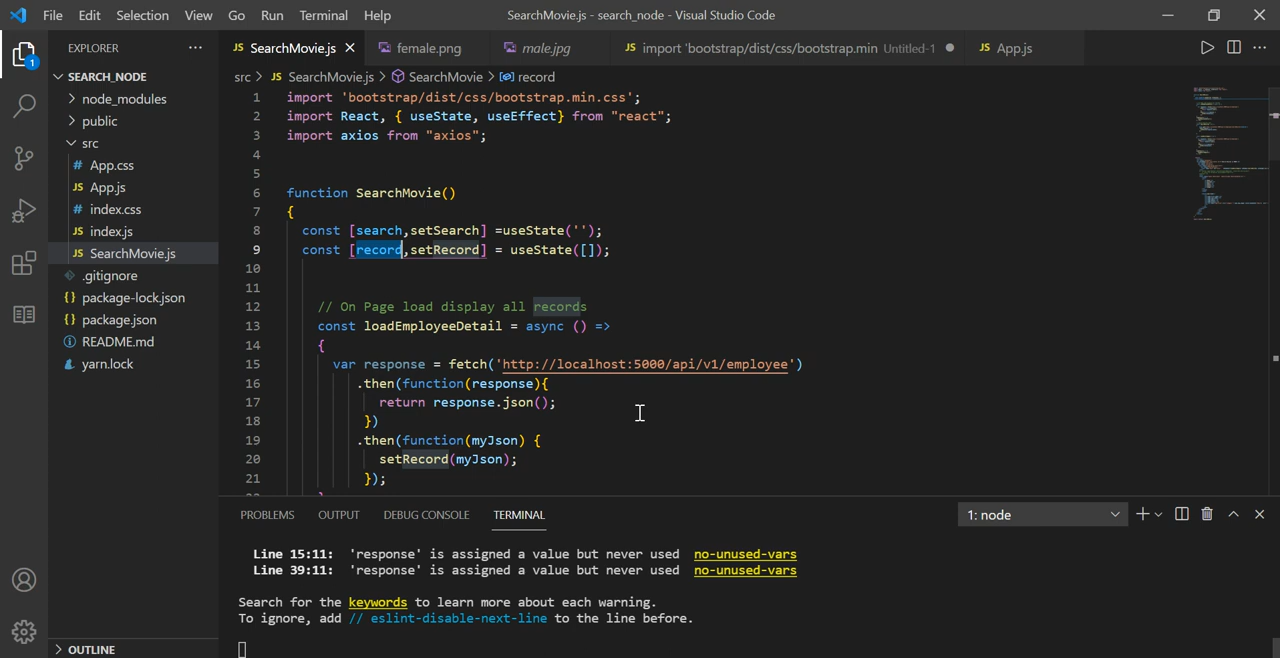 File Edit Selection View Go Run Terminal Help SearchMovie.js - search_node - Visual Studio Code
EXPLORER ···
JS SearchMovie.js × female.png male.jpg JS import 'bootstrap/dist/css/bootstrap.min Untitled-1 ● JS App.js
1
SEARCH_NODE
node_modules
public
src
# App.css
JS App.js
# index.css
JS index.js
JS SearchMovie.js
.gitignore
{} package-lock.json
{} package.json
README.md
yarn.lock
OUTLINE
src > JS SearchMovie.js > SearchMovie > record
1 import 'bootstrap/dist/css/bootstrap.min.css';
2 import React, { useState, useEffect} from "react";
3 import axios from "axios";
4
5
6 function SearchMovie()
7 {
8 const [search,setSearch] =useState('');
9 const [record,setRecord] = useState([]);
10
11
12 // On Page load display all records
13 const loadEmployeeDetail = async () =>
14 {
15 var response = fetch('http://localhost:5000/api/v1/employee')
16 .then(function(response){
17 return response.json();
18 })
19 .then(function(myJson) {
20 setRecord(myJson);
21 });
PROBLEMS OUTPUT DEBUG CONSOLE TERMINAL 1: node
Line 15:11: 'response' is assigned a value but never used no-unused-vars
Line 39:11: 'response' is assigned a value but never used no-unused-vars
Search for the keywords to learn more about each warning.
To ignore, add // eslint-disable-next-line to the line before.